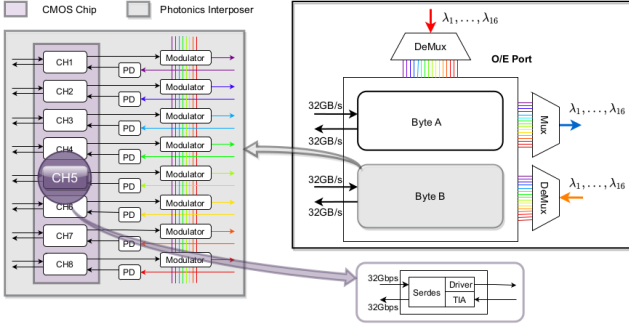 CMOS Chip
Photonics Interposer
CH1
Modulator
PD
CH2
Modulator
PD
CH3
Modulator
PD
CH4
Modulator
PD
CH5
Modulator
PD
CH6
Modulator
PD
CH7
Modulator
PD
CH8
Modulator
PD
λ1, . . . , λ16
DeMux
O/E Port
32GB/s
32GB/s
Byte A
Mux
λ1, . . . , λ16
32GB/s
32GB/s
Byte B
DeMux
λ1, . . . , λ16
32Gbps
32Gbps
Serdes
Driver
TIA